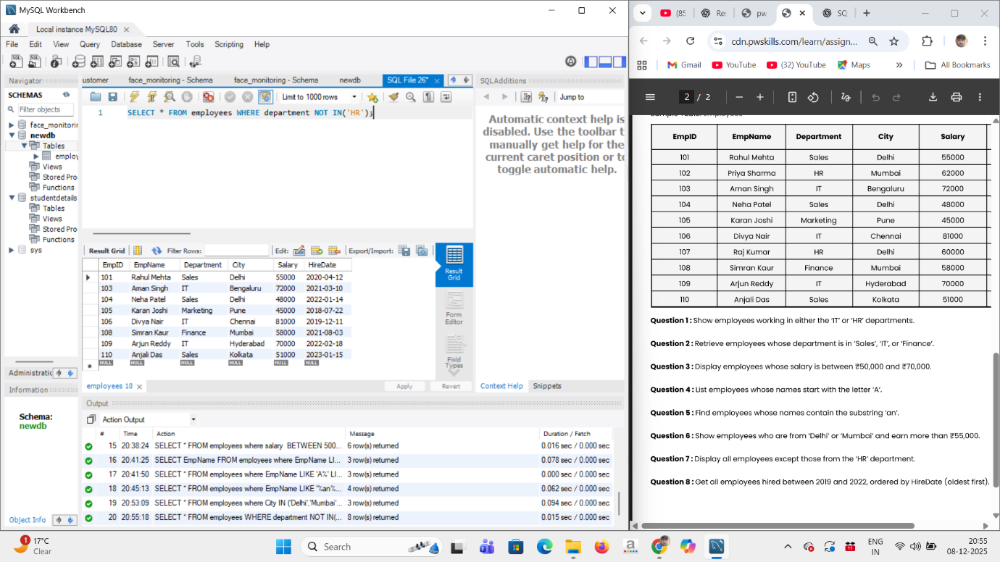 MySQL Workbench
Local instance MySQL80
File Edit View Query Database Server Tools Scripting Help
Navigator
SCHEMAS
Filter objects
face_monitorin
newdb
Tables
employ
Views
Stored Pro
Functions
studentdetails
Tables
Views
Stored Pro
Functions
sys
Administratic
Information
Schema:
newdb
Object Info
ustomer face_monitoring - Schema face_monitoring - Schema newdb SQL File 26*
Limit to 1000 rows
1 SELECT * FROM employees WHERE department NOT IN('HR');
Result Grid Filter Rows: Edit: Export/Import:
EmpID EmpName Department City Salary HireDate
101 Rahul Mehta Sales Delhi 55000 2020-04-12
103 Aman Singh IT Bengaluru 72000 2021-03-10
104 Neha Patel Sales Delhi 48000 2022-01-14
105 Karan Joshi Marketing Pune 45000 2018-07-22
106 Divya Nair IT Chennai 81000 2019-12-11
108 Simran Kaur Finance Mumbai 58000 2021-08-03
109 Arjun Reddy IT Hyderabad 70000 2022-02-18
110 Anjali Das Sales Kolkata 51000 2023-01-15
NULL NULL NULL NULL NULL NULL
Result
Grid
Form
Editor
Field
Types
employees 10
Apply Revert
SQLAdditions
Jump to
Automatic context help is
disabled. Use the toolbar t
manually get help for the
current caret position or to
toggle automatic help.
Context Help Snippets
Output
Action Output
# Time Action Message Duration / Fetch
15 20:38:24 SELECT * FROM employees where salary BETWEEN 500... 6 row(s) returned 0.016 sec / 0.000 sec
16 20:41:25 SELECT EmpName FROM employees where EmpName LI... 3 row(s) returned 0.078 sec / 0.000 sec
17 20:41:50 SELECT * FROM employees where EmpName LIKE 'A%' LI... 3 row(s) returned 0.000 sec / 0.000 sec
18 20:45:13 SELECT * FROM employees where EmpName LIKE '%an%... 4 row(s) returned 0.062 sec / 0.000 sec
19 20:53:09 SELECT * FROM employees where City IN ('Delhi','Mumbai'... 3 row(s) returned 0.094 sec / 0.000 sec
20 20:55:18 SELECT * FROM employees WHERE department NOT IN(... 8 row(s) returned 0.015 sec / 0.000 sec
(85 Re: pw SQ
cdn.pwskills.com/learn/assign...
Gmail YouTube (32) YouTube Maps » All Bookmarks
2 / 2
EmpID EmpName Department City Salary
101 Rahul Mehta Sales Delhi 55000
102 Priya Sharma HR Mumbai 62000
103 Aman Singh IT Bengaluru 72000
104 Neha Patel Sales Delhi 48000
105 Karan Joshi Marketing Pune 45000
106 Divya Nair IT Chennai 81000
107 Raj Kumar HR Delhi 60000
108 Simran Kaur Finance Mumbai 58000
109 Arjun Reddy IT Hyderabad 70000
110 Anjali Das Sales Kolkata 51000
Question 1 : Show employees working in either the ‘IT’ or ‘HR’ departments.
Question 2 : Retrieve employees whose department is in ‘Sales’, ‘IT’, or ‘Finance’.
Question 3 : Display employees whose salary is between ₹50,000 and ₹70,000.
Question 4 : List employees whose names start with the letter ‘A’.
Question 5 : Find employees whose names contain the substring ‘an’.
Question 6 : Show employees who are from ‘Delhi’ or ‘Mumbai’ and earn more than ₹55,000.
Question 7 : Display all employees except those from the ‘HR’ department.
Question 8 : Get all employees hired between 2019 and 2022, ordered by HireDate (oldest first).
1
17°C
Clear
Search
ENG
IN
20:55
08-12-2025